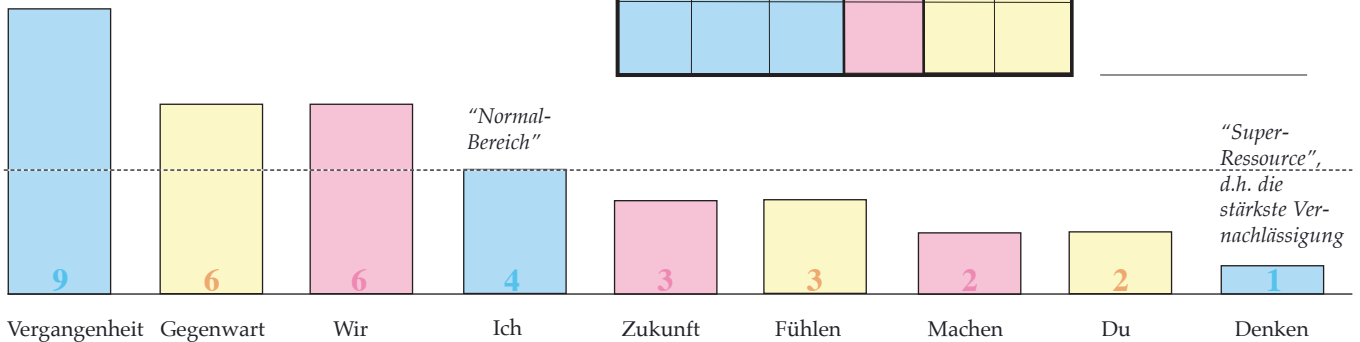 “Normal-
Bereich”
“Super-
Ressource”,
d.h. die
stärkste Ver-
nachlässigung
9 6 6 4 3 3 2 2 1
Vergangenheit Gegenwart Wir Ich Zukunft Fühlen Machen Du Denken